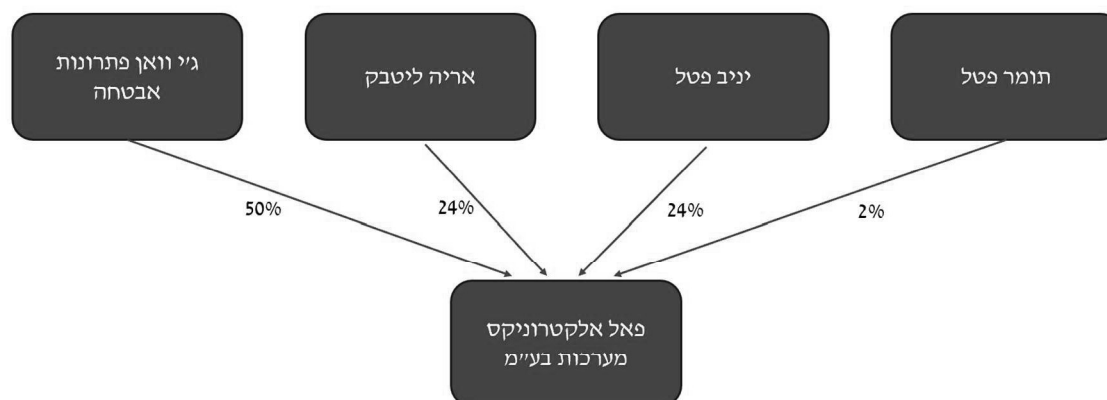 תומר פטל
יניב פטל
אריה ליטבק
ג'י וואן פתרונות
אבטחה
2%
24%
24%
50%
פאל אלקטרוניקס
מערכות בע"מ